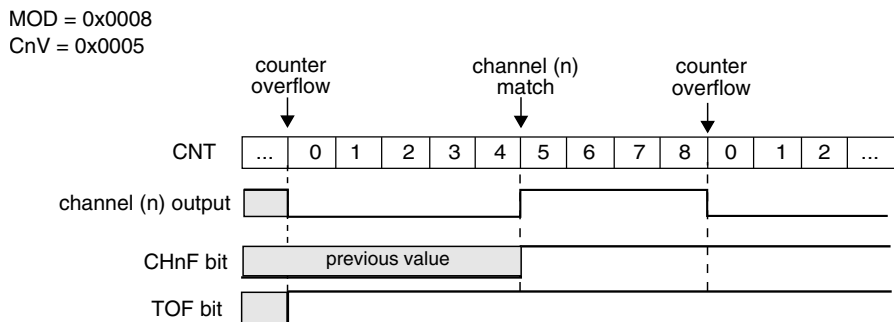 MOD = 0x0008
CnV = 0x0005
counter
overflow
channel (n)
match
counter
overflow
CNT ... 0 1 2 3 4 5 6 7 8 0 1 2 ...
channel (n) output
CHnF bit previous value
TOF bit